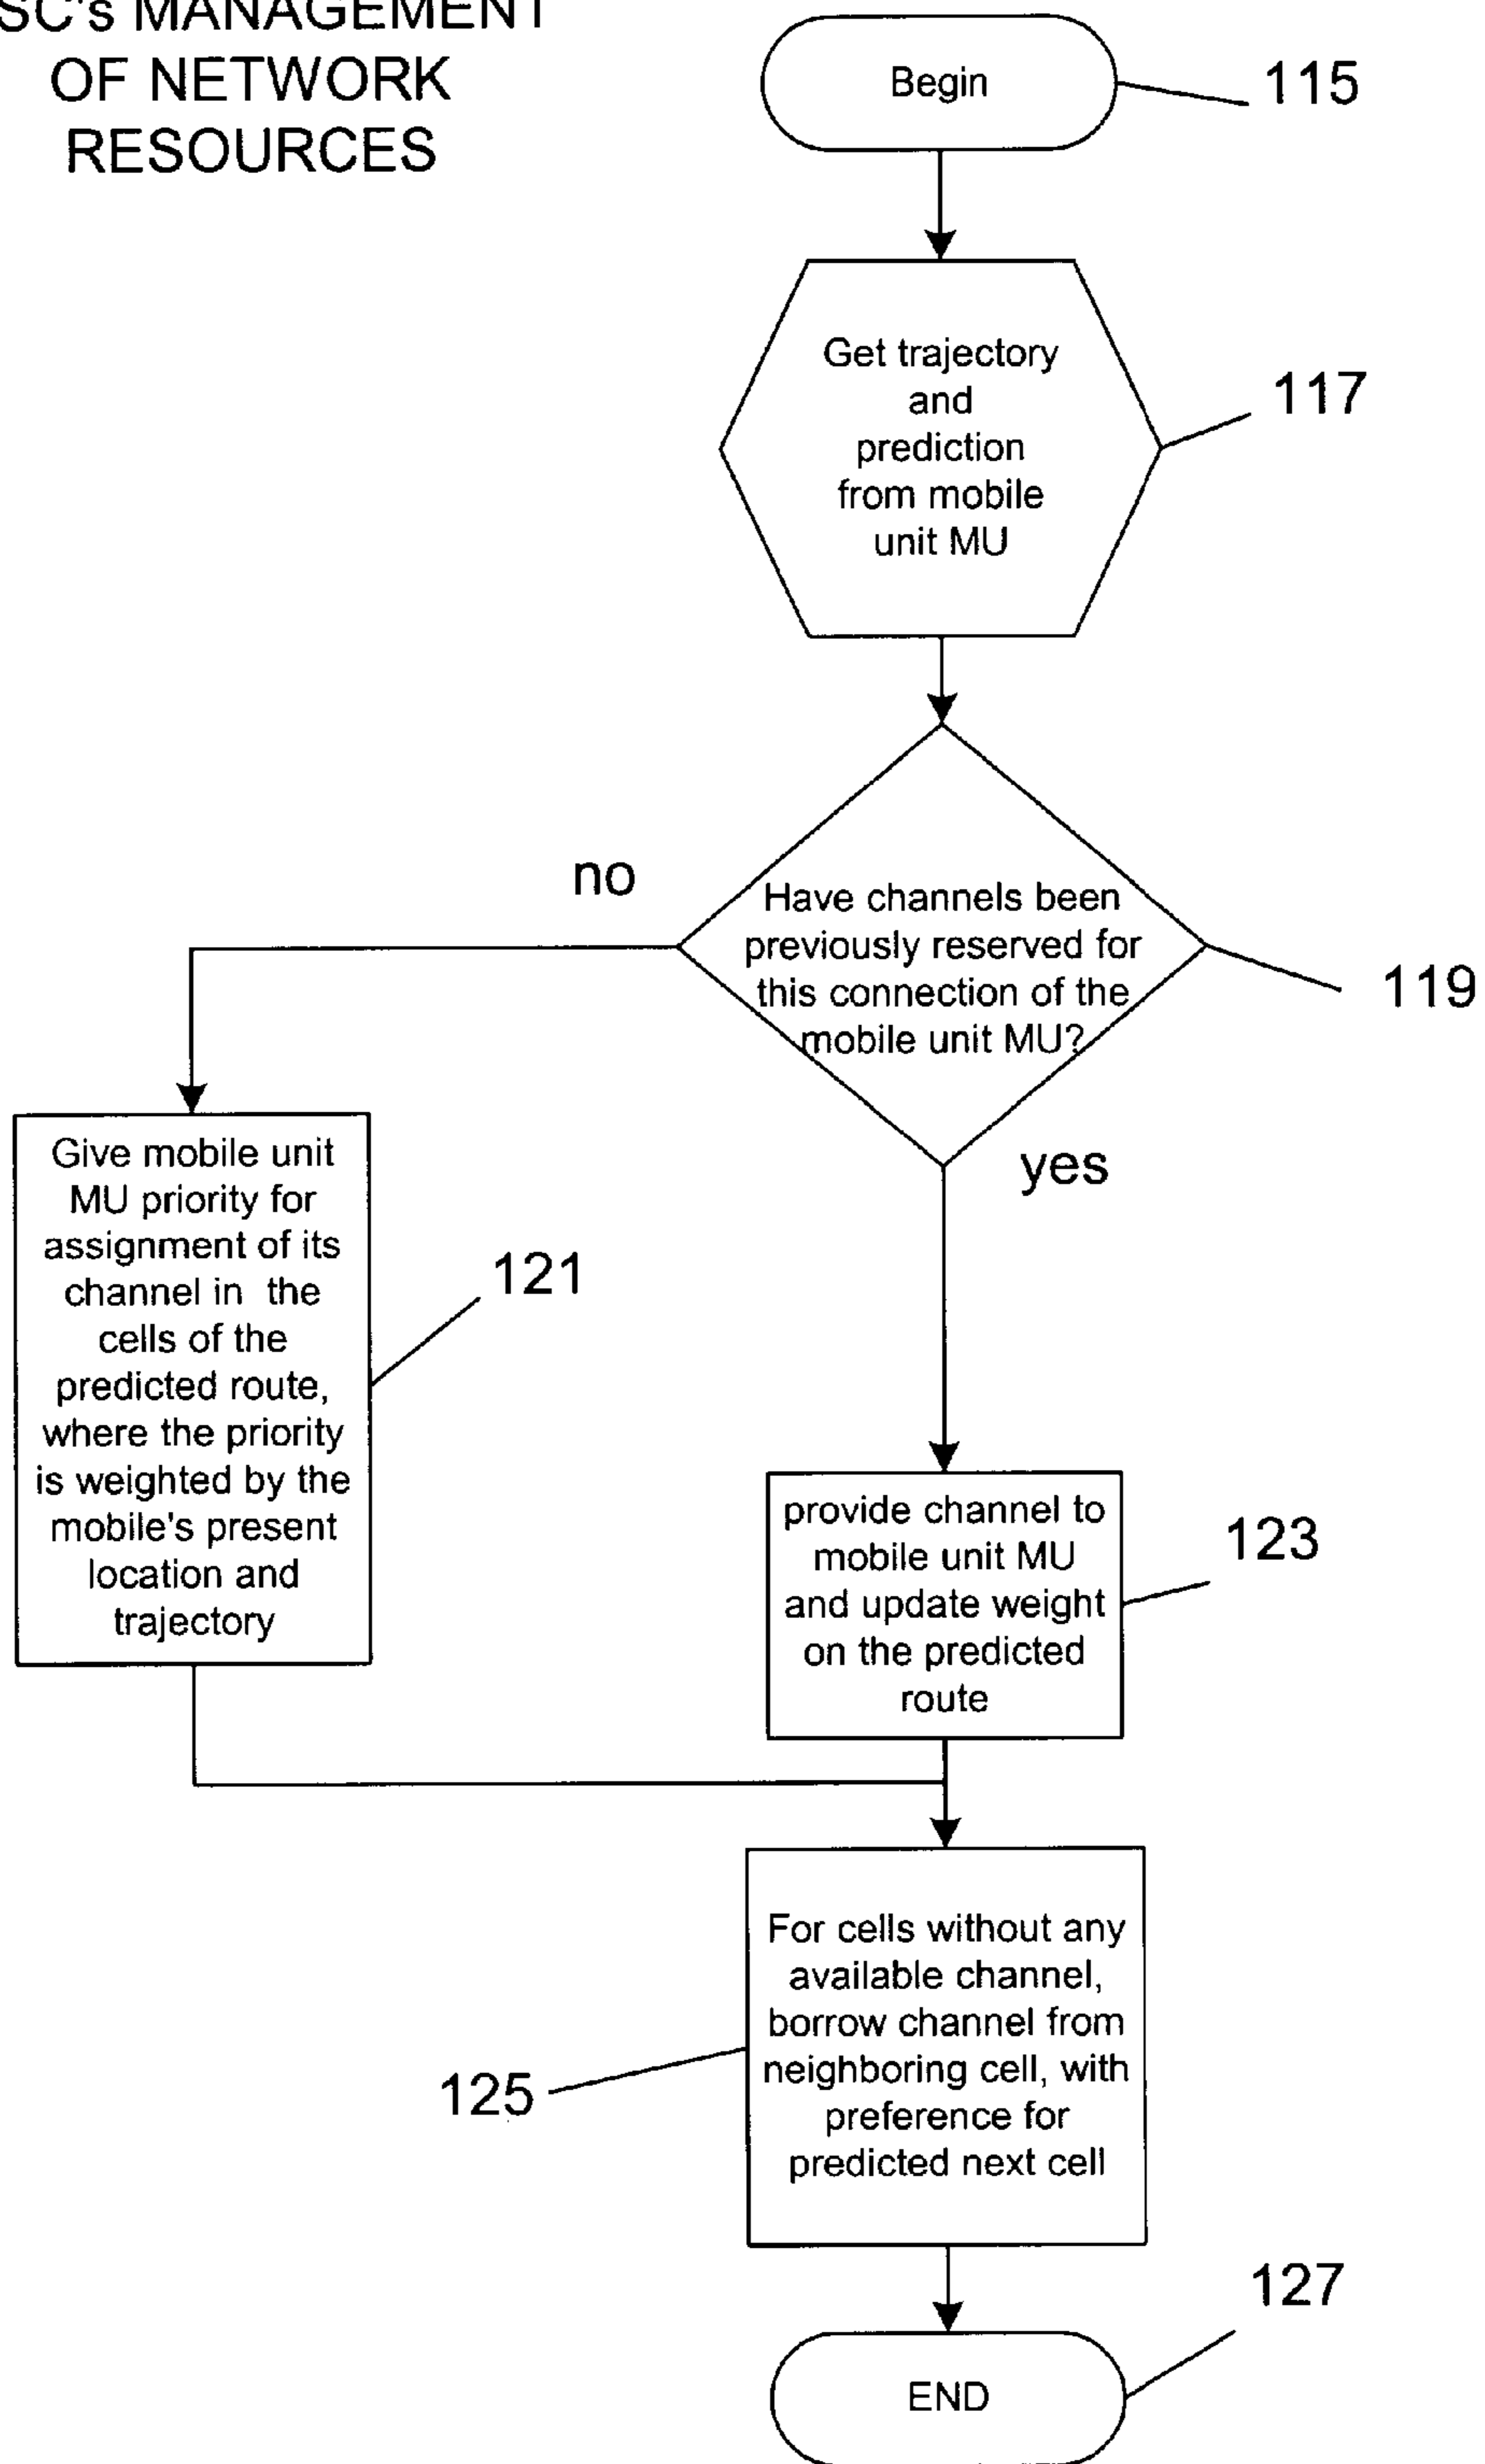 SC's MANAGEMENT
OF NETWORK
RESOURCES
Begin
115
Get trajectory
and
prediction
from mobile
unit MU
117
no
Have channels been
previously reserved for
this connection of the
mobile unit MU?
119
yes
Give mobile unit
MU priority for
assignment of its
channel in the
cells of the
predicted route,
where the priority
is weighted by the
mobile's present
location and
trajectory
121
provide channel to
mobile unit MU
and update weight
on the predicted
route
123
For cells without any
available channel,
borrow channel from
neighboring cell, with
preference for
predicted next cell
125
127
END